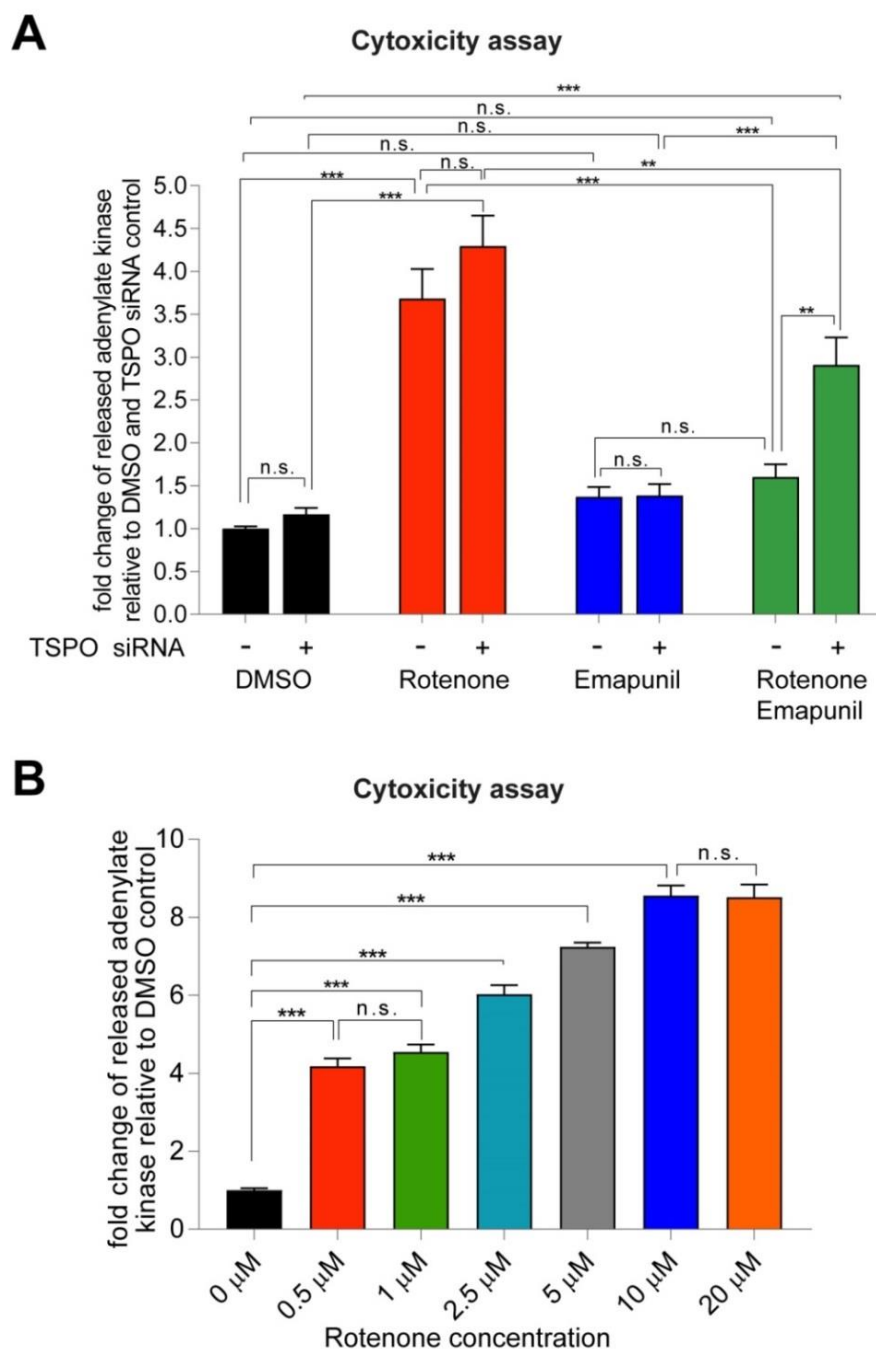 A
Cytoxicity assay
***
n.s.
n.s.
***
n.s.
n.s.
**
***
***
***
fold change of released adenylate kinase
relative to DMSO and TSPO siRNA control
5.0
4.5
4.0
3.5
3.0
2.5
2.0
1.5
1.0
0.5
0.0
**
n.s.
n.s.
n.s.
TSPO siRNA
- + - + - + - +
DMSO Rotenone Emapunil Rotenone
Emapunil
B
Cytoxicity assay
fold change of released adenylate
kinase relative to DMSO control
10
8
6
4
2
0
***
n.s.
***
***
***
***
n.s.
0 µM 0.5 µM 1 µM 2.5 µM 5 µM 10 µM 20 µM
Rotenone concentration